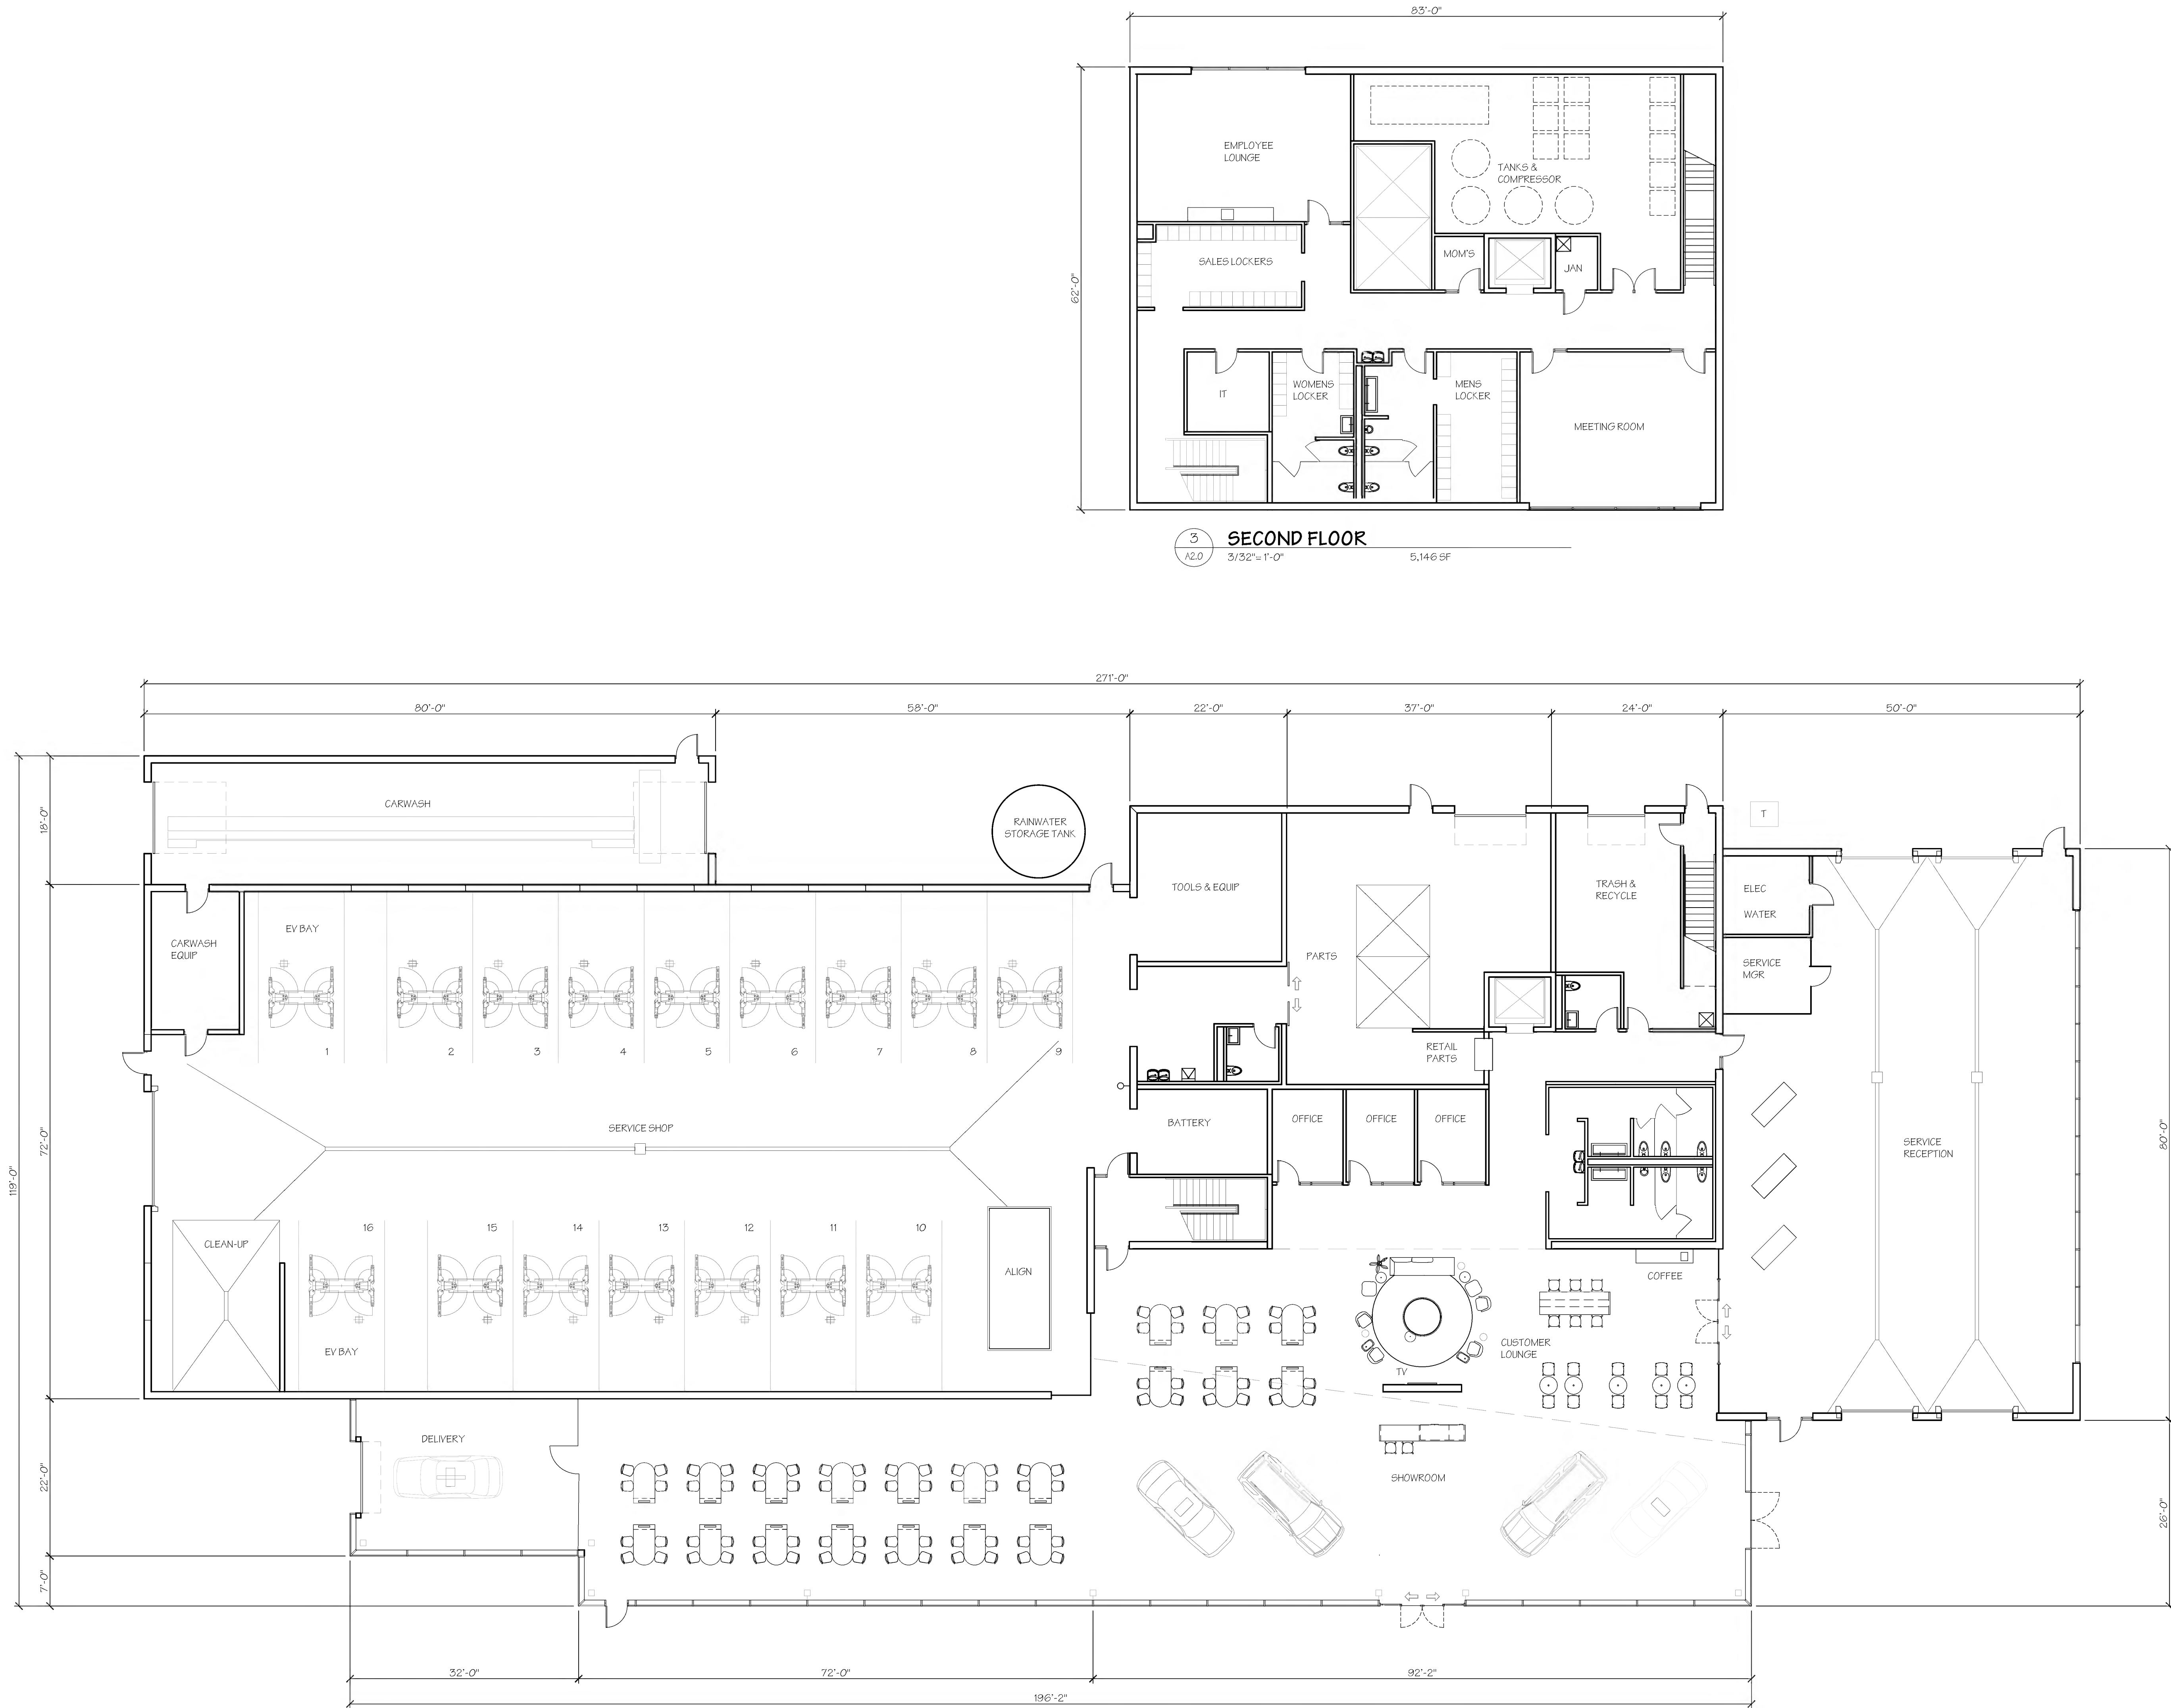 83'-0"
62'-0"
EMPLOYEE
LOUNGE
TANKS &
COMPRESSOR
SALES LOCKERS
MOM'S
JAN
IT
WOMENS
LOCKER
MENS
LOCKER
MEETING ROOM
3
A2.0
SECOND FLOOR
3/32"= 1'-0"
5,146 SF
271'-0"
80'-0"
58'-0"
22'-0"
37'-0"
24'-0"
50'-0"
119'-0"
18'-0"
72'-0"
22'-0"
7'-0"
80'-0"
26'-0"
CARWASH
RAINWATER
STORAGE TANK
T
TOOLS & EQUIP
TRASH &
RECYCLE
ELEC
WATER
CARWASH
EQUIP
EV BAY
PARTS
SERVICE
MGR
1
2
3
4
5
6
7
8
9
RETAIL
PARTS
SERVICE SHOP
BATTERY
OFFICE
OFFICE
OFFICE
SERVICE
RECEPTION
16
15
14
13
12
11
10
CLEAN-UP
ALIGN
COFFEE
EV BAY
CUSTOMER
LOUNGE
TV
DELIVERY
SHOWROOM
32'-0"
72'-0"
92'-2"
196'-2"